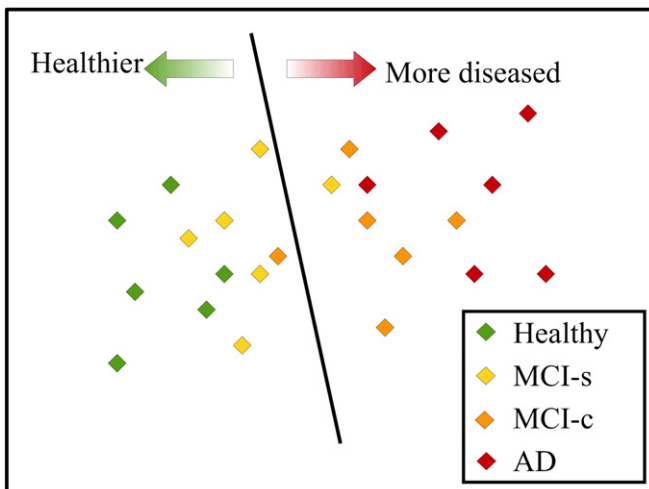 Healthier
More diseased
Healthy
MCI-s
MCI-c
AD